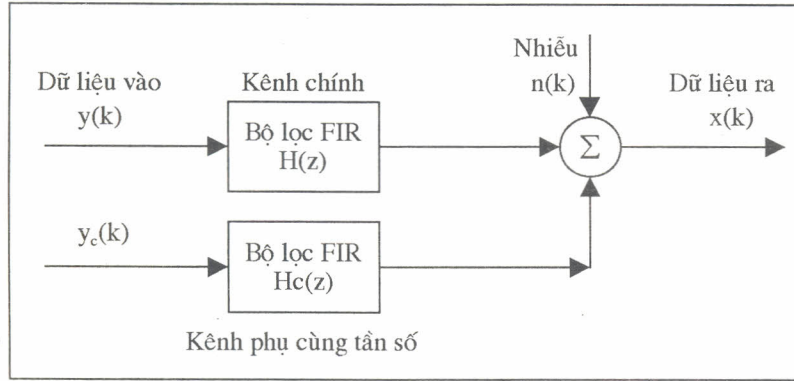 Nhiễu
n(k)
Dữ liệu vào
y(k)
Kênh chính
Dữ liệu ra
x(k)
Bộ lọc FIR
H(z)
Σ
y_c(k)
Bộ lọc FIR
Hc(z)
Kênh phụ cùng tần số